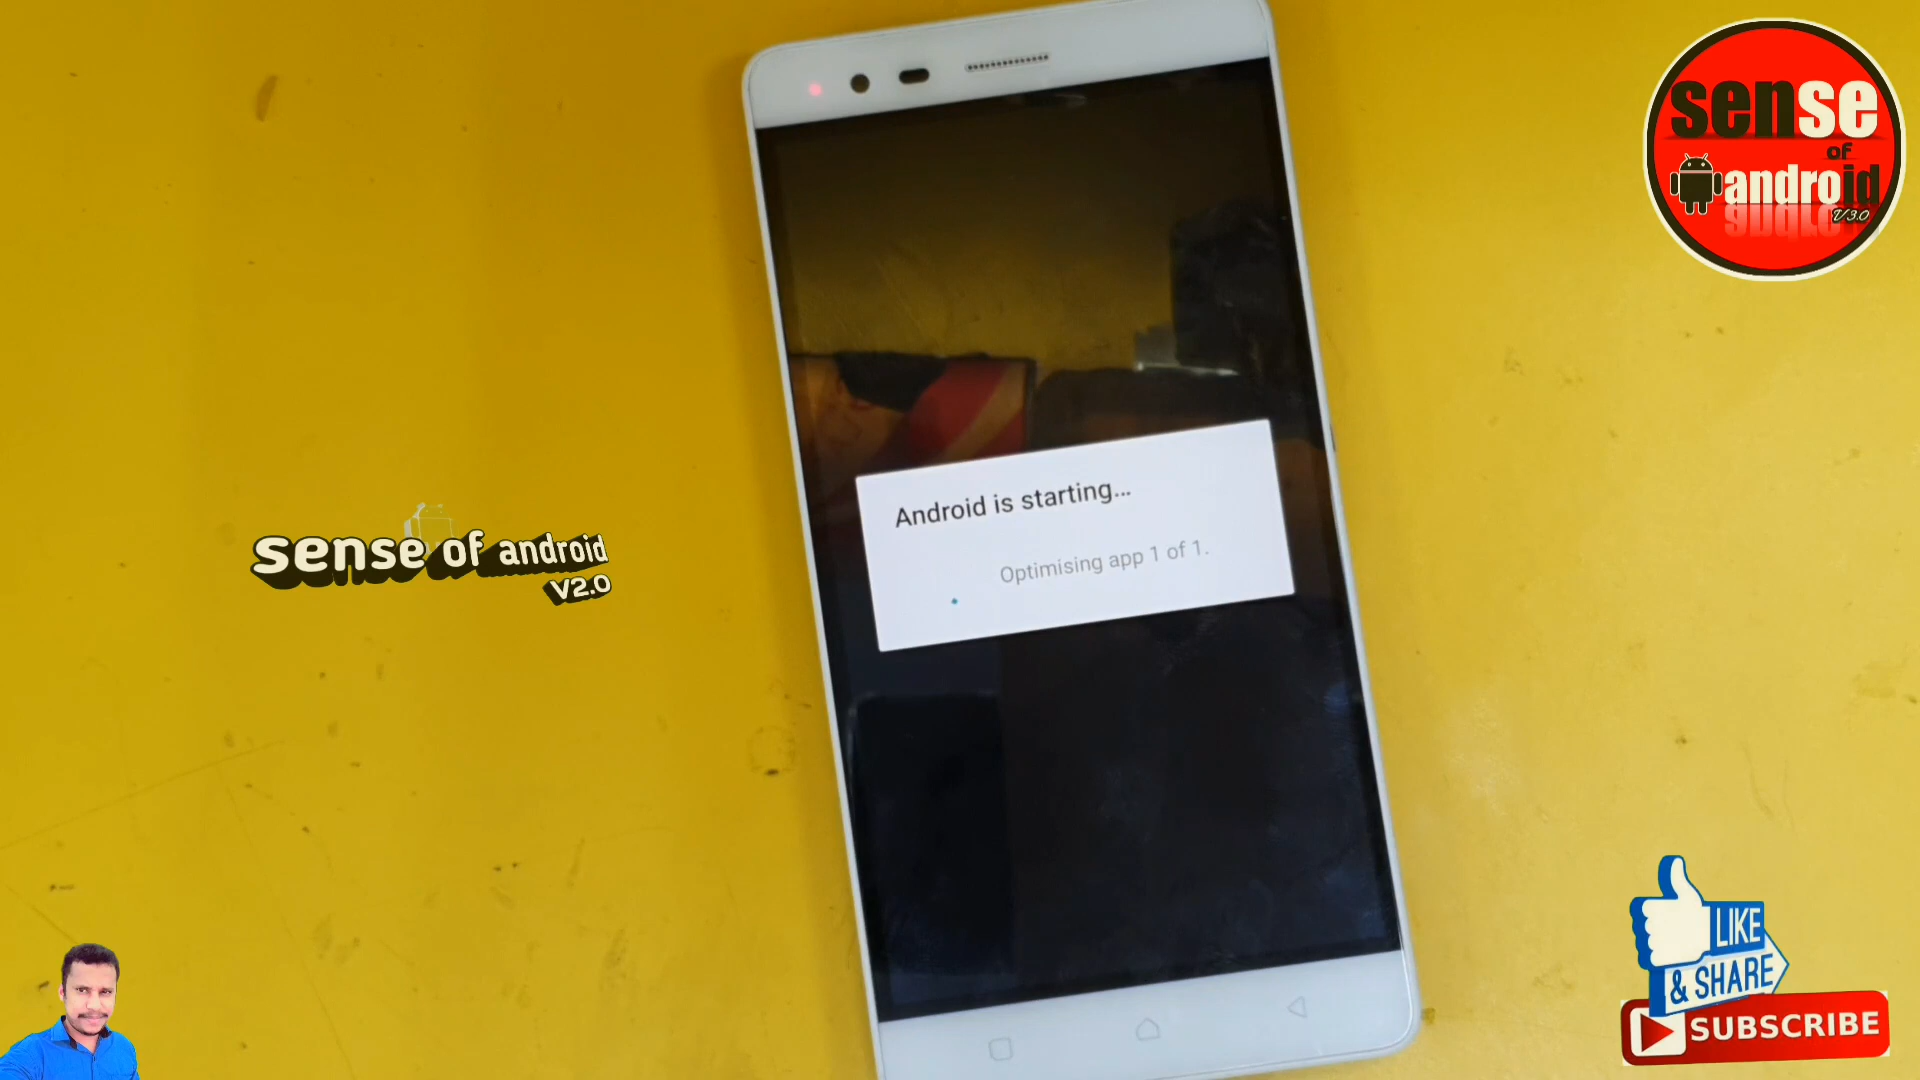 sense
of
android
V3.0
Android is starting...
Optimising app 1 of 1.
sense of android
V2.0
LIKE
& SHARE
SUBSCRIBE